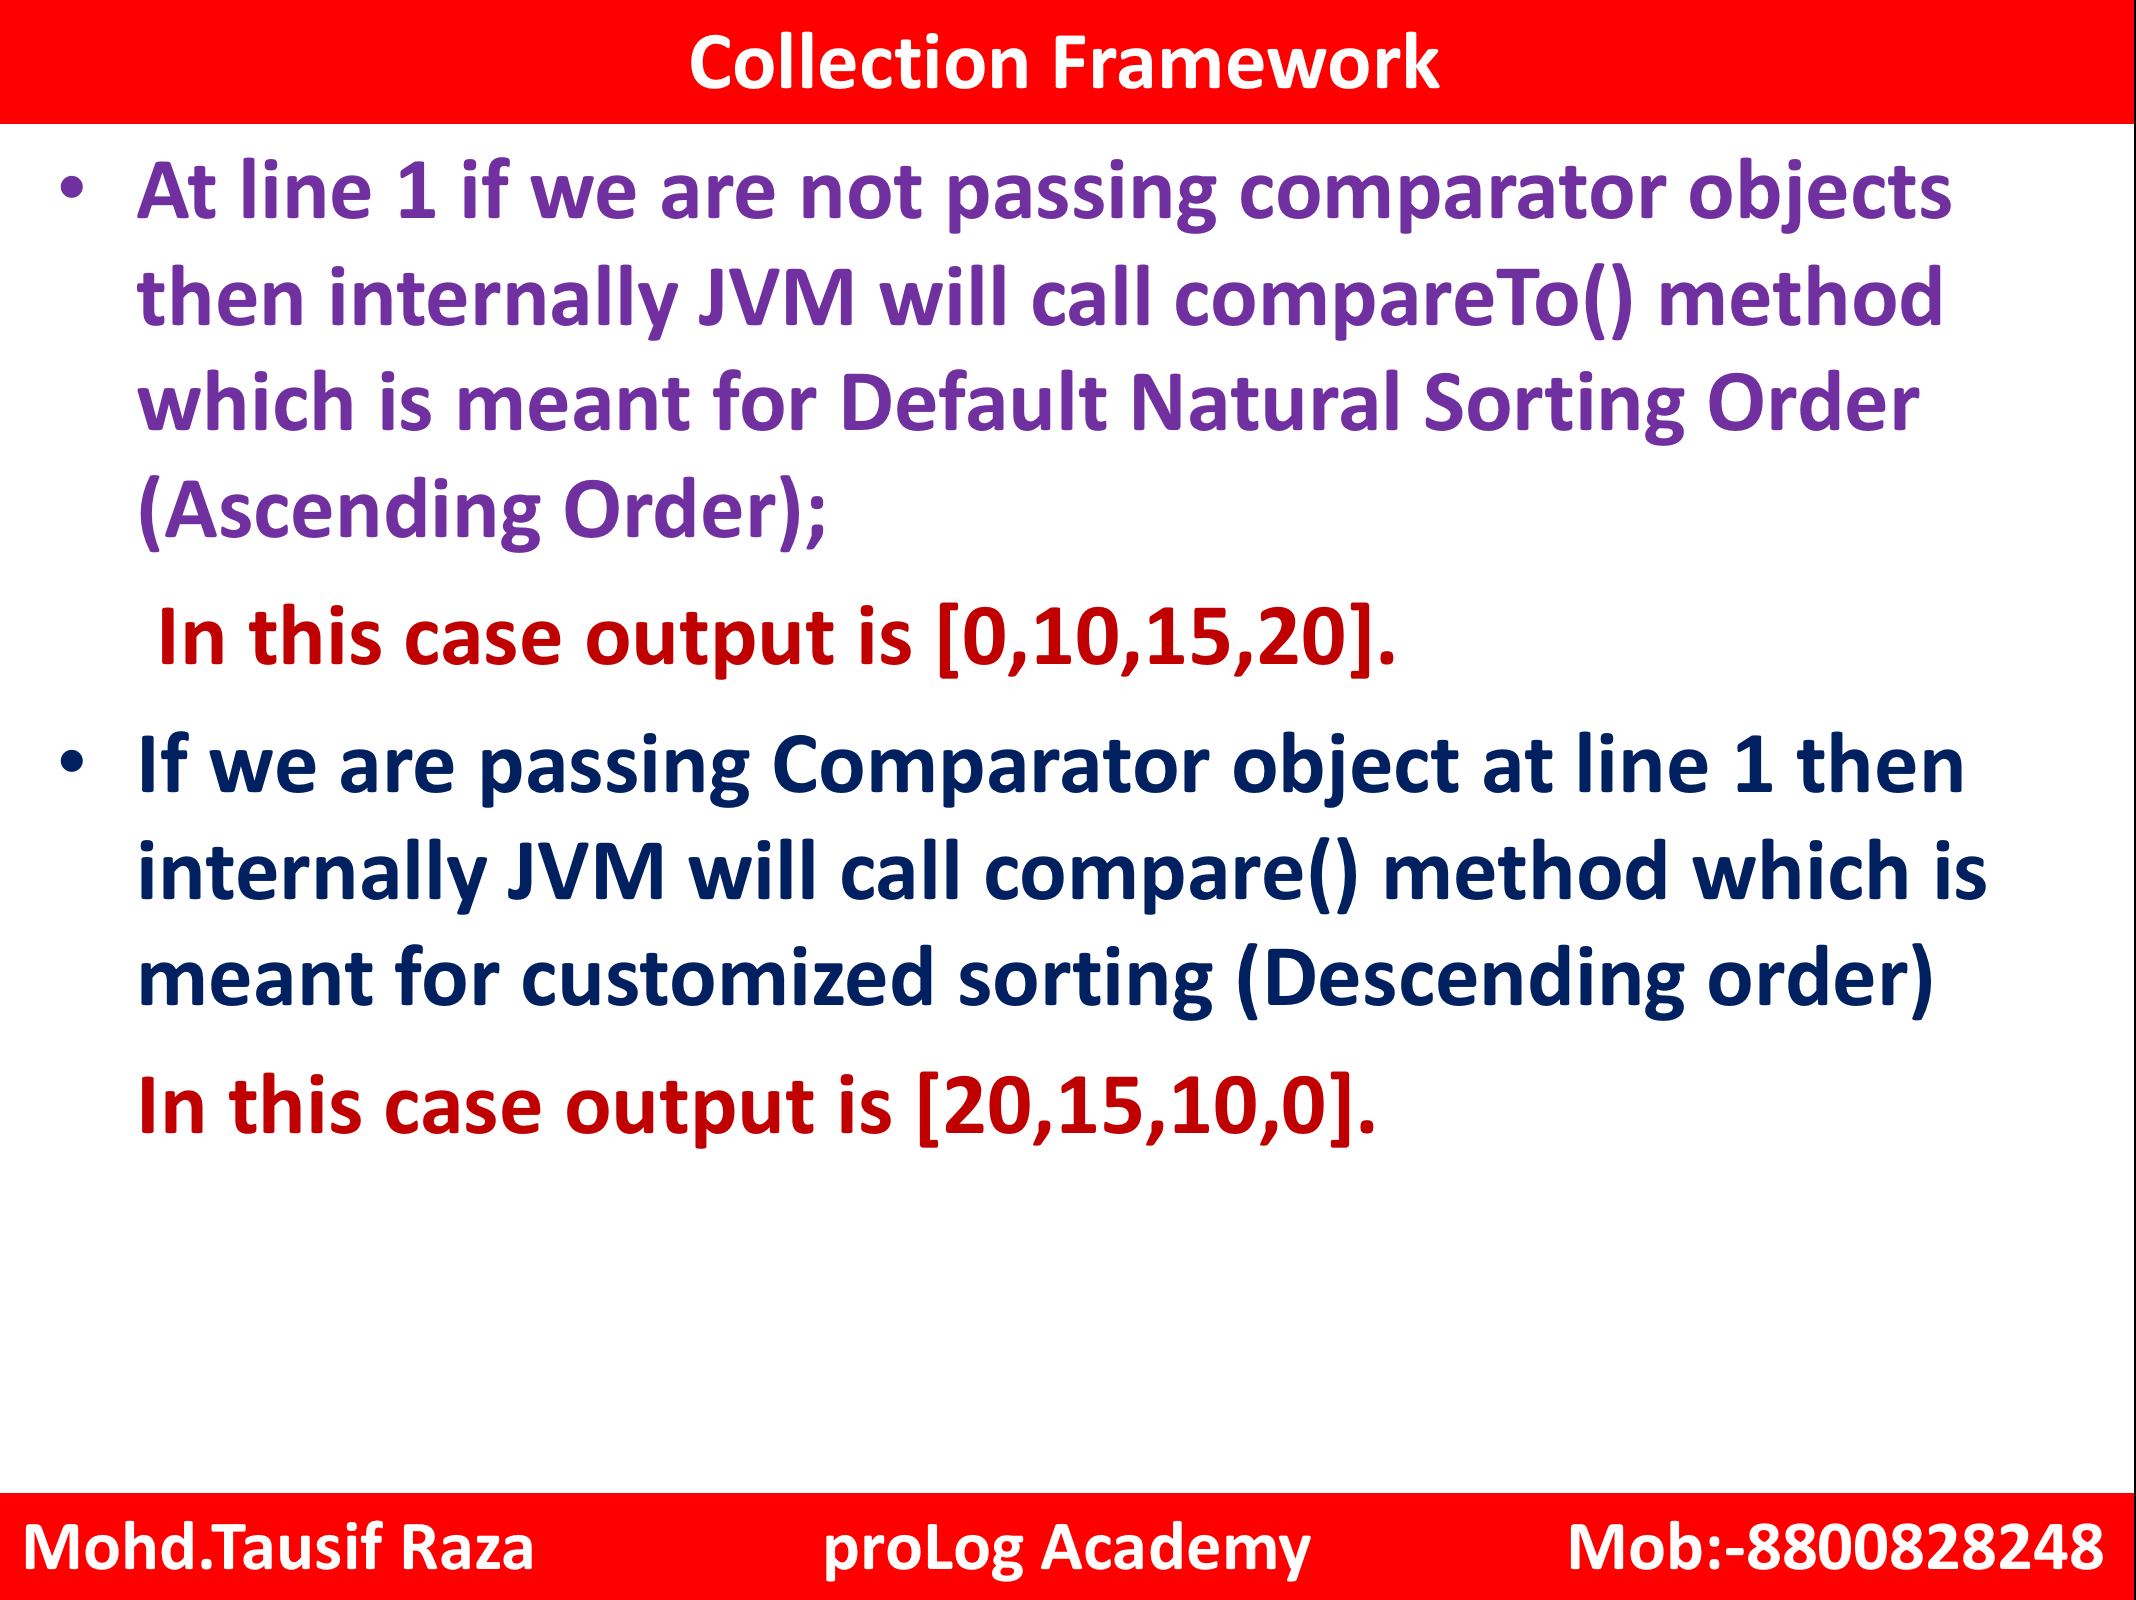 Collection Framework
• At line 1 if we are not passing comparator objects
then internally JVM will call compareTo() method
which is meant for Default Natural Sorting Order
(Ascending Order);
In this case output is [0,10,15,20].
• If we are passing Comparator object at line 1 then
internally JVM will call compare() method which is
meant for customized sorting (Descending order)
In this case output is [20,15,10,0].
Mohd.Tausif Raza proLog Academy Mob:-8800828248